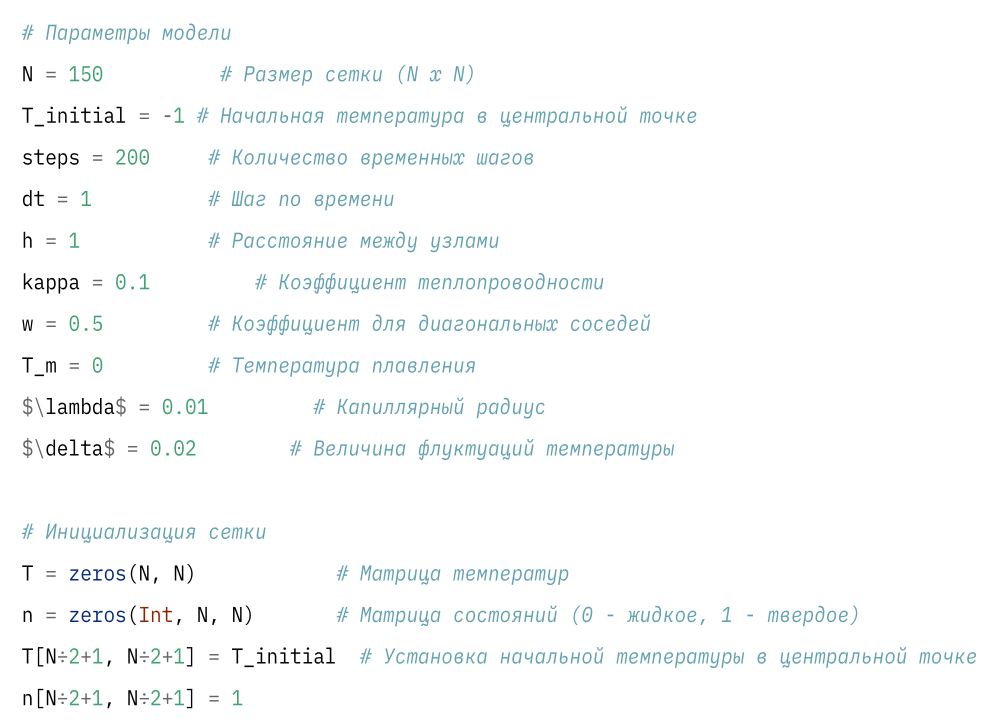 # Параметры модели
N = 150          # Размер сетки (N x N)
T_initial = -1 # Начальная температура в центральной точке
steps = 200     # Количество временных шагов
dt = 1          # Шаг по времени
h = 1           # Расстояние между узлами
kappa = 0.1         # Коэффициент теплопроводности
w = 0.5         # Коэффициент для диагональных соседей
T_m = 0         # Температура плавления
$\lambda$ = 0.01         # Капиллярный радиус
$\delta$ = 0.02        # Величина флуктуаций температуры

# Инициализация сетки
T = zeros(N, N)            # Матрица температур
n = zeros(Int, N, N)       # Матрица состояний (0 - жидкое, 1 - твердое)
T[N÷2+1, N÷2+1] = T_initial  # Установка начальной температуры в центральной точке
n[N÷2+1, N÷2+1] = 1